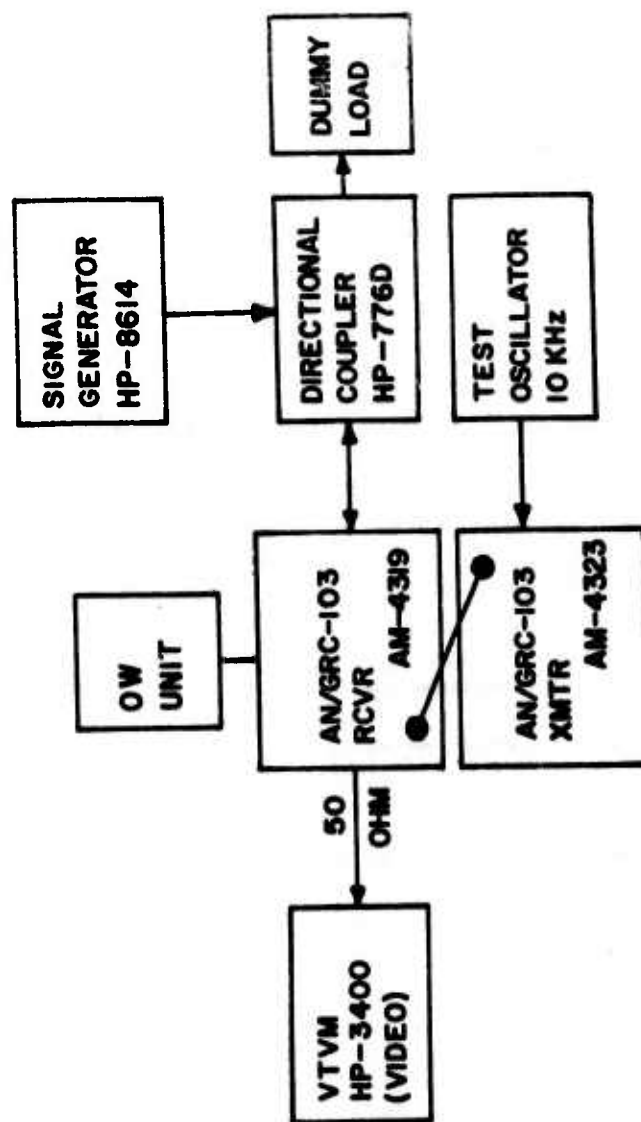 SIGNAL
GENERATOR
HP-8614
OW
UNIT
DUMMY
LOAD
DIRECTIONAL
COUPLER
HP-776D
AN/GRC-103
RCVR
AM-4319
50
OHM
VTVM
HP-3400
(VIDEO)
TEST
OSCILLATOR
10 KHz
AN/GRC-103
XMTR
AM-4323